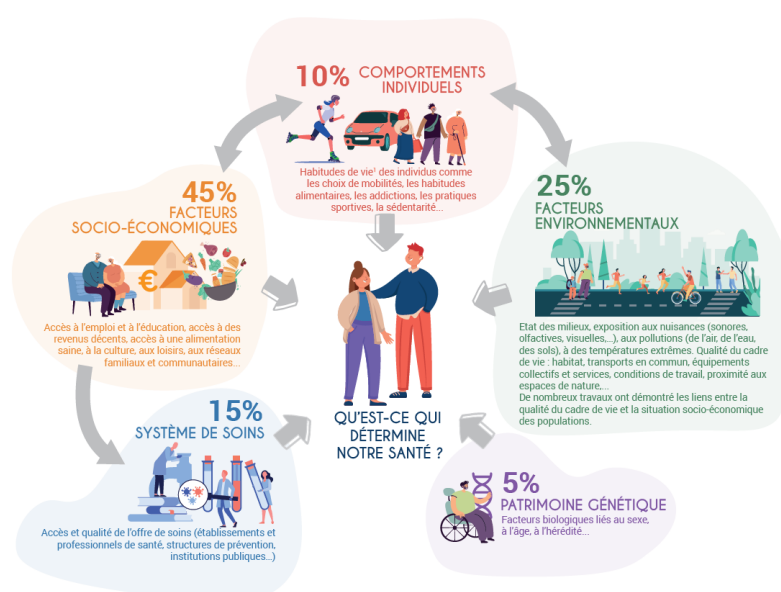 10% COMPORTEMENTS
INDIVIDUELS
Habitudes de vie¹ des individus comme
les choix de mobilités, les habitudes
alimentaires, les addictions, les pratiques
sportives, la sédentarité...
45%
FACTEURS
SOCIO-ÉCONOMIQUES
€
Accès à l'emploi et à l'éducation, accès à des
revenus décents, accès à une alimentation
saine, à la culture, aux loisirs, aux réseaux
familiaux et communautaires...
25%
FACTEURS
ENVIRONNEMENTAUX
Etat des milieux, exposition aux nuisances (sonores,
olfactives, visuelles,...), aux pollutions (de l'air, de l'eau,
des sols), à des températures extrêmes. Qualité du cadre
de vie : habitat, transports en commun, équipements
collectifs et services, conditions de travail, proximité aux
espaces de nature,...
De nombreux travaux ont démontré les liens entre la
qualité du cadre de vie et la situation socio-économique
des populations.
QU'EST-CE QUI
DÉTERMINE
NOTRE SANTÉ ?
15%
SYSTÈME DE SOINS
Accès et qualité de l'offre de soins (établissements et
professionnels de santé, structures de prévention,
institutions publiques...)
5%
PATRIMOINE GÉNÉTIQUE
Facteurs biologiques liés au sexe,
à l'âge, à l'hérédité...